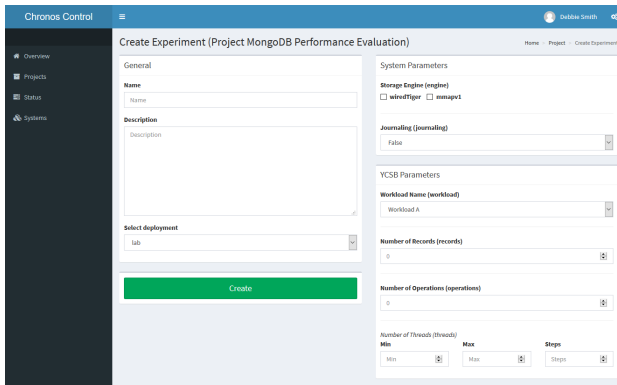 Chronos Control
Debbie Smith
Create Experiment (Project MongoDB Performance Evaluation)
Home > Project > Create Experiment
Overview
Projects
Status
Systems
General
Name
Name
Description
Description
Select deployment
lab
Create
System Parameters
Storage Engine (engine)
wiredTiger mmapv1
Journaling (journaling)
False
YCSB Parameters
Workload Name (workload)
Workload A
Number of Records (records)
0
Number of Operations (operations)
0
Number of Threads (threads)
Min Max Steps
Min Max Steps